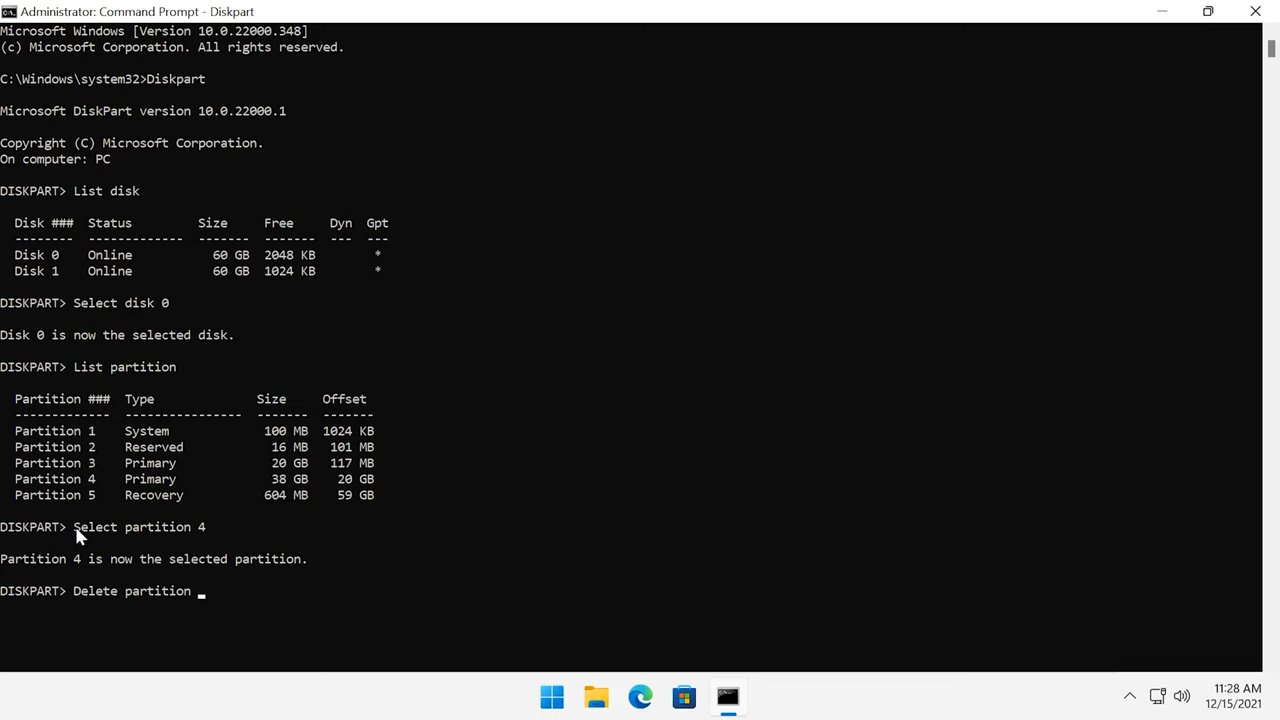 Administrator: Command Prompt - Diskpart
Microsoft Windows [Version 10.0.22000.348]
(c) Microsoft Corporation. All rights reserved.
C:\Windows\system32>Diskpart
Microsoft DiskPart version 10.0.22000.1
Copyright (C) Microsoft Corporation.
On computer: PC
DISKPART> List disk
Disk ### Status Size Free Dyn Gpt
-------- ------------- ------- ------- --- ---
Disk 0 Online 60 GB 2048 KB *
Disk 1 Online 60 GB 1024 KB *
DISKPART> Select disk 0
Disk 0 is now the selected disk.
DISKPART> List partition
Partition ### Type Size Offset
------------- ---------------- ------- -------
Partition 1 System 100 MB 1024 KB
Partition 2 Reserved 16 MB 101 MB
Partition 3 Primary 20 GB 117 MB
Partition 4 Primary 38 GB 20 GB
Partition 5 Recovery 604 MB 59 GB
DISKPART> Select partition 4
Partition 4 is now the selected partition.
DISKPART> Delete partition _
11:28 AM
12/15/2021